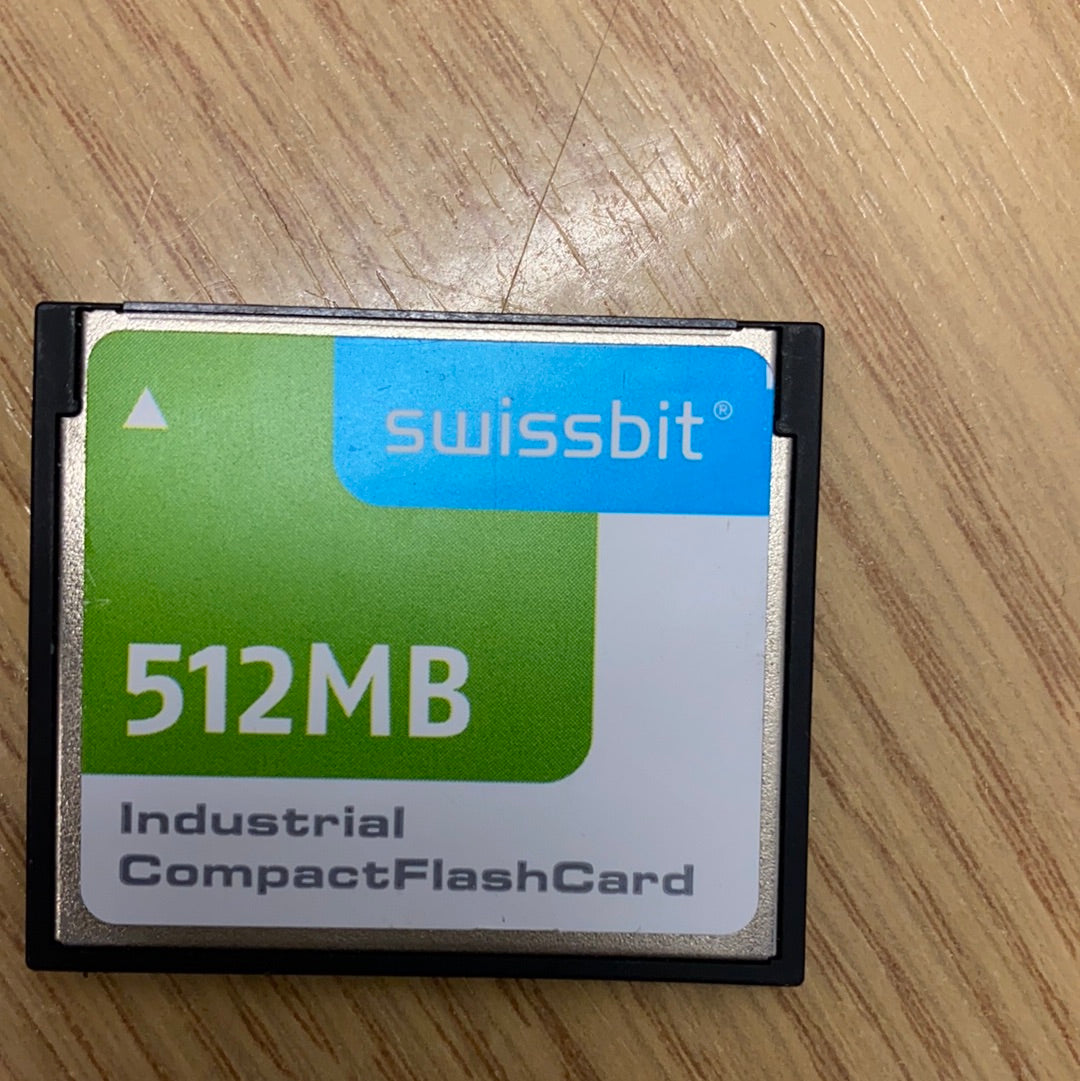 swissbit®
512MB
Industrial
CompactFlashCard